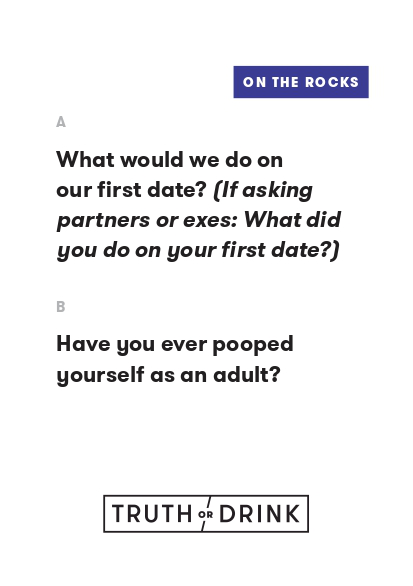 ON THE ROCKS
A
What would we do on
our first date? (If asking
partners or exes: What did
you do on your first date?)
B
Have you ever pooped
yourself as an adult?
TRUTH OR DRINK